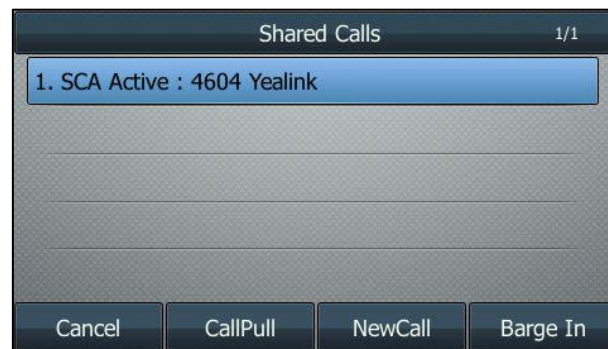 Shared Calls 1/1
1. SCA Active : 4604 Yealink
Cancel CallPull NewCall Barge In